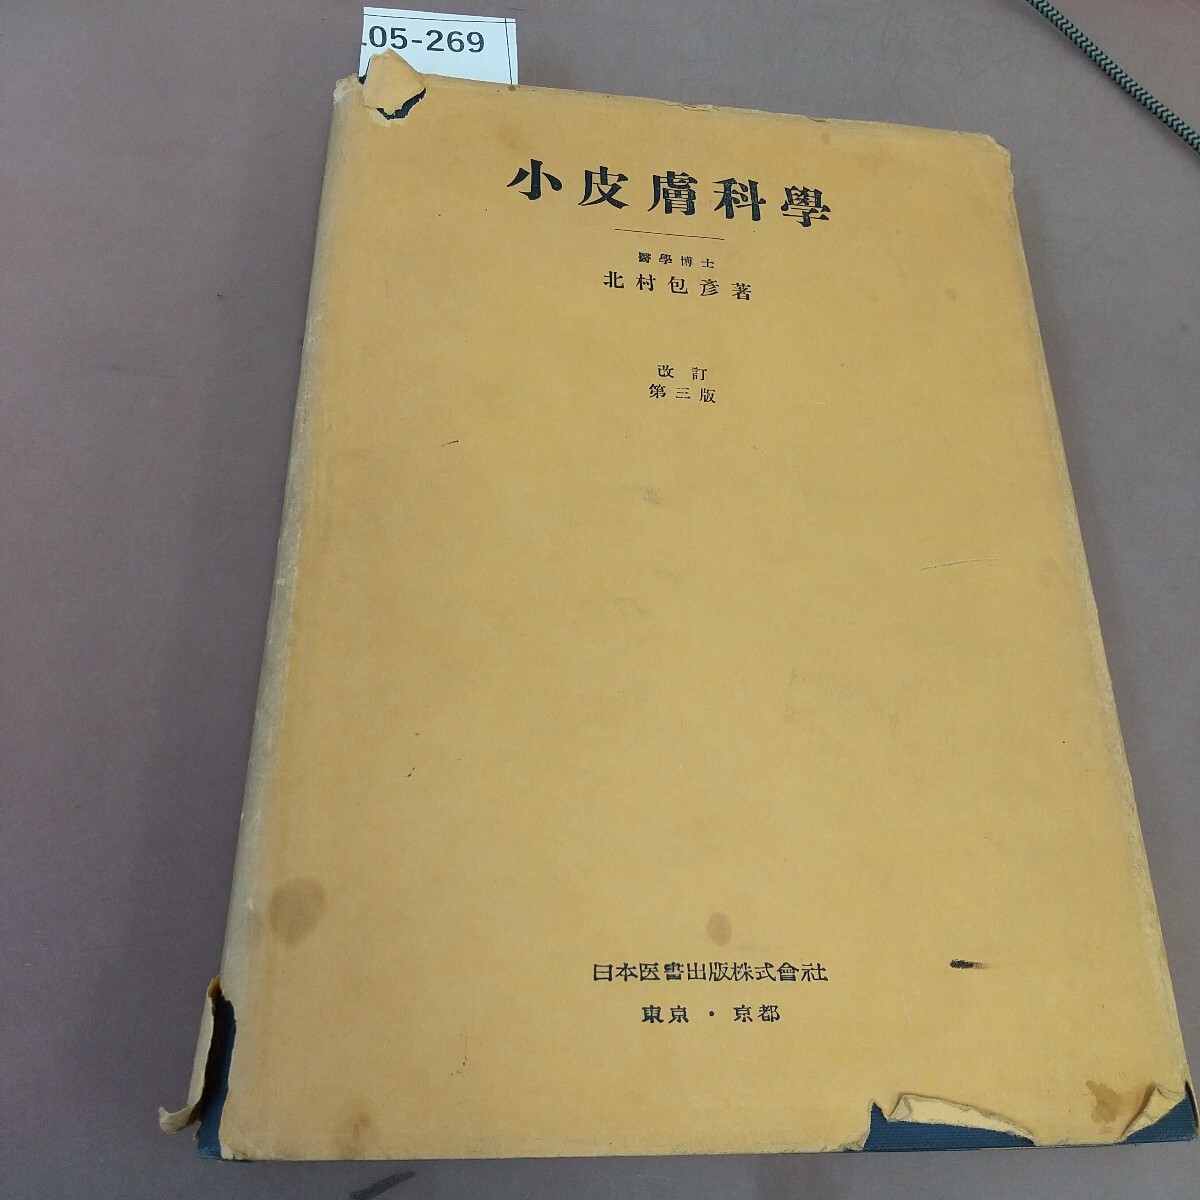 .05-269
小皮膚科學
醫學博士
北村包彦著
改訂
第三版
日本医書出版株式會社
東京・京都